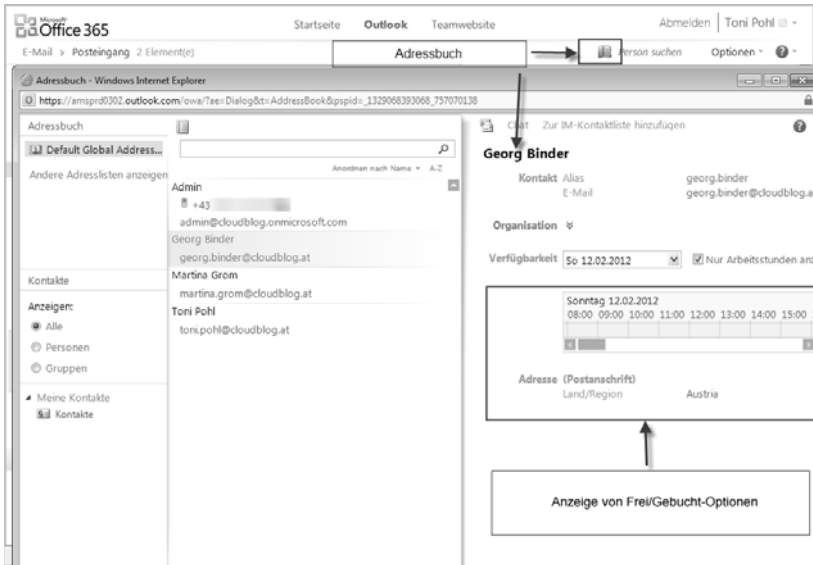 Microsoft
Office 365
Startseite Outlook Teamwebsite
Abmelden Toni Pohl
E-Mail > Posteingang 2 Element(e)
Adressbuch
Person suchen Optionen
Adressbuch - Windows Internet Explorer
https://amsprd0302.outlook.com/owa/?ae=Dialog&t=AddressBook&pspid=_1329068393068_757070138
Adressbuch
Default Global Address...
Andere Adresslisten anzeigen
Kontakte
Anzeigen:
Alle
Personen
Gruppen
Meine Kontakte
Kontakte
Anordnen nach Name A-Z
Admin
+43
admin@cloudblog.onmicrosoft.com
Georg Binder
georg.binder@cloudblog.at
Martina Grom
martina.grom@cloudblog.at
Toni Pohl
toni.pohl@cloudblog.at
Chat Zur IM-Kontaktliste hinzufügen
Georg Binder
Kontakt Alias georg.binder
E-Mail georg.binder@cloudblog.a
Organisation
Verfügbarkeit So 12.02.2012 Nur Arbeitsstunden anz
Sonntag 12.02.2012
08:00 09:00 10:00 11:00 12:00 13:00 14:00 15:00
Adresse (Postanschrift)
Land/Region Austria
Anzeige von Frei/Gebucht-Optionen